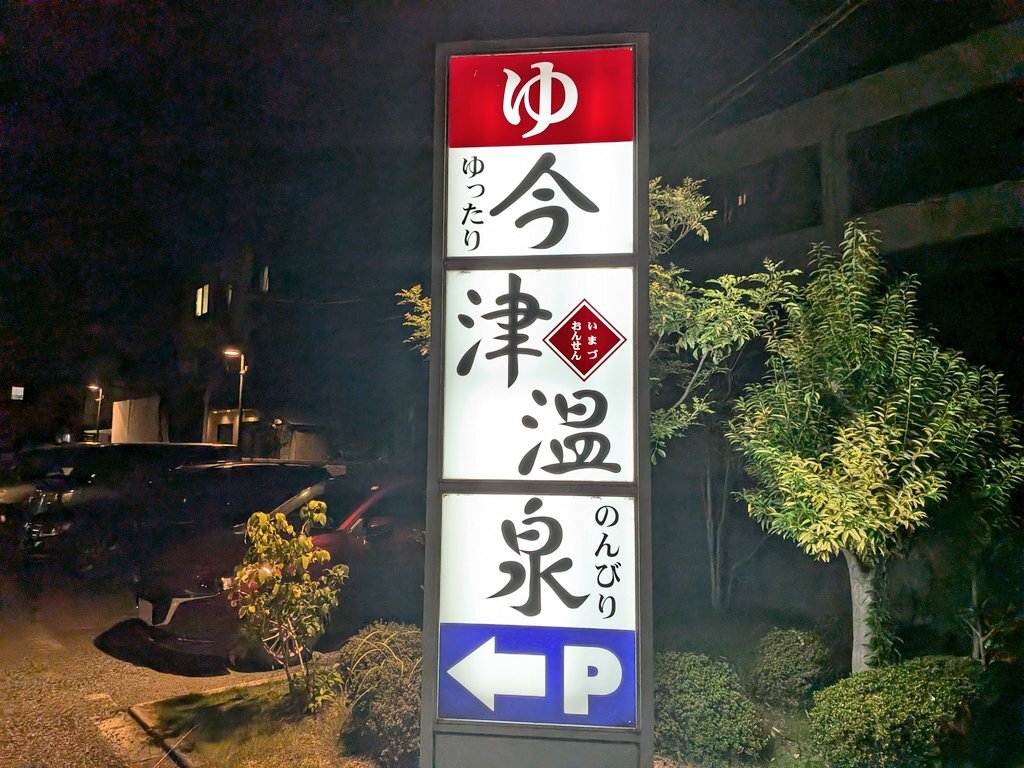 ゆ
ゆったり
今津温泉
いまづ
おんせん
のんびり
P